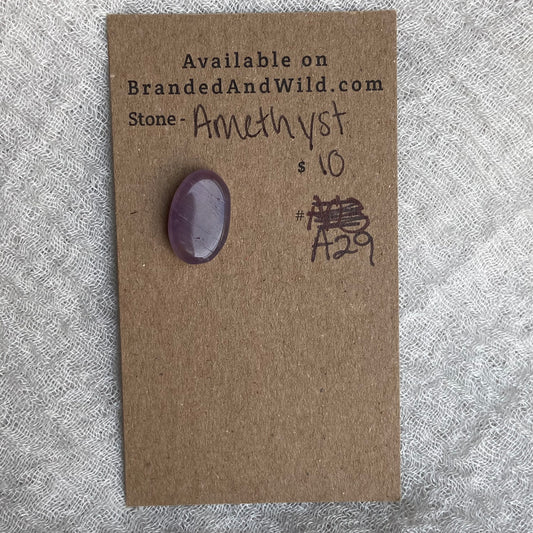 Available on
BrandedAndWild.com
Stone - Amethyst
$ 10
#
A29